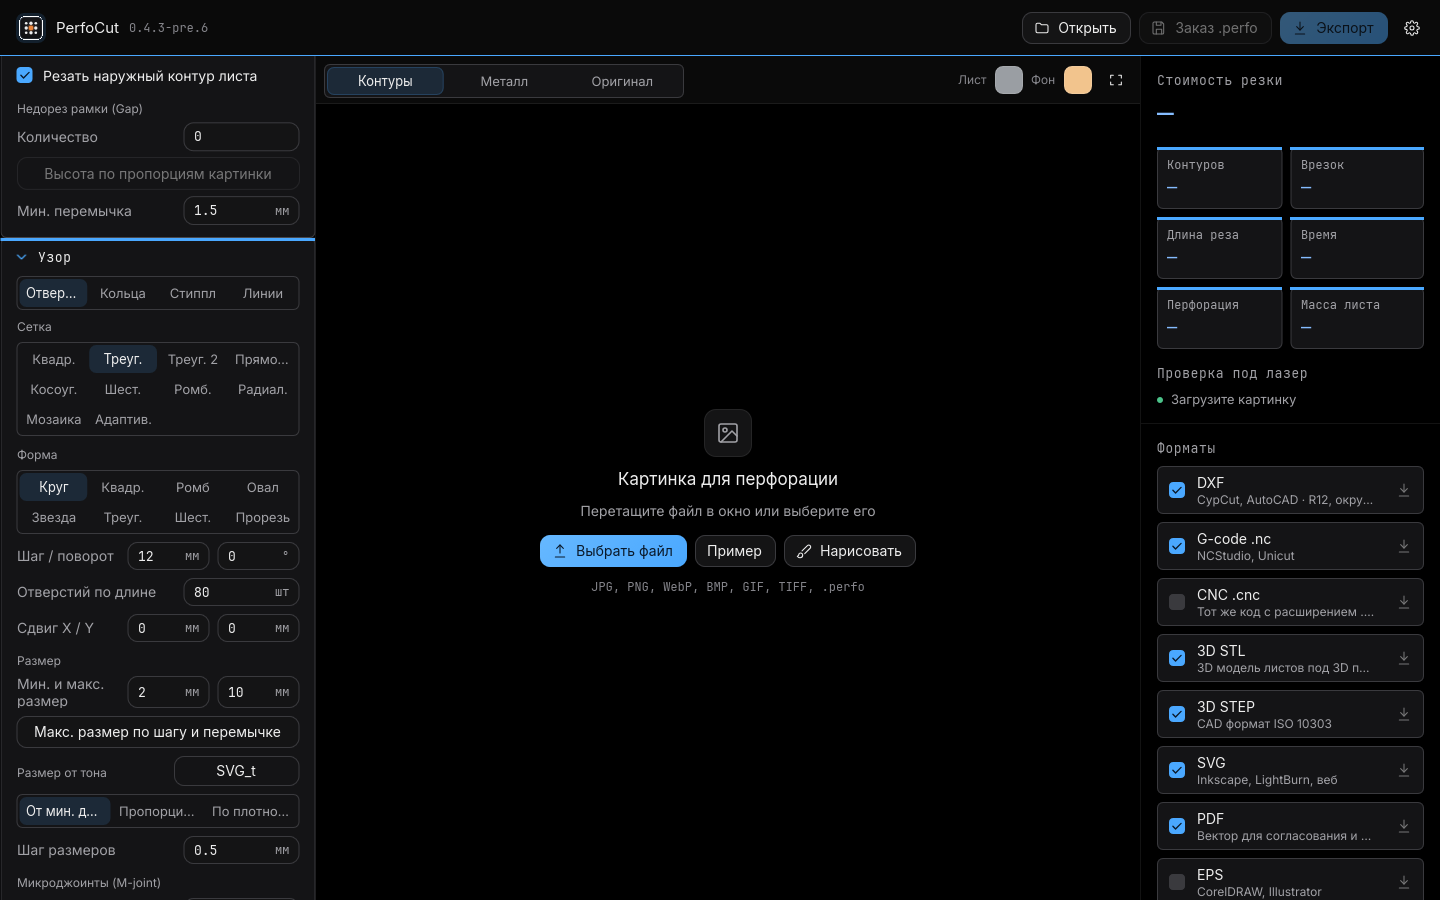 PerfoCut 0.4.3-pre.6
Открыть
Заказ .perfo
Экспорт
Резать наружный контур листа
Недорез рамки (Gap)
Количество 0
Высота по пропорциям картинки
Мин. перемычка 1.5 мм
Узор
Отвер... Кольца Стиппл Линии
Сетка
Квадр. Треуг. Треуг. 2 Прямо...
Косоуг. Шест. Ромб. Радиал.
Мозаика Адаптив.
Форма
Круг Квадр. Ромб Овал
Звезда Треуг. Шест. Прорезь
Шаг / поворот 12 мм 0 °
Отверстий по длине 80 шт
Сдвиг X / Y 0 мм 0 мм
Размер
Мин. и макс. размер 2 мм 10 мм
Макс. размер по шагу и перемычке
Размер от тона SVG_t
От мин. д... Пропорци... По плотно...
Шаг размеров 0.5 мм
Микроджоинты (M-joint)
Контуры Металл Оригинал
Лист Фон
Картинка для перфорации
Перетащите файл в окно или выберите его
Выбрать файл Пример Нарисовать
JPG, PNG, WebP, BMP, GIF, TIFF, .perfo
Стоимость резки
—
Контуров Врезок
— —
Длина реза Время
— —
Перфорация Масса листа
— —
Проверка под лазер
Загрузите картинку
Форматы
DXF
CypCut, AutoCAD · R12, окру...
G-code .nc
NCStudio, Unicut
CNC .cnc
Тот же код с расширением ....
3D STL
3D модель листов под 3D п...
3D STEP
CAD формат ISO 10303
SVG
Inkscape, LightBurn, веб
PDF
Вектор для согласования и ...
EPS
CorelDRAW, Illustrator